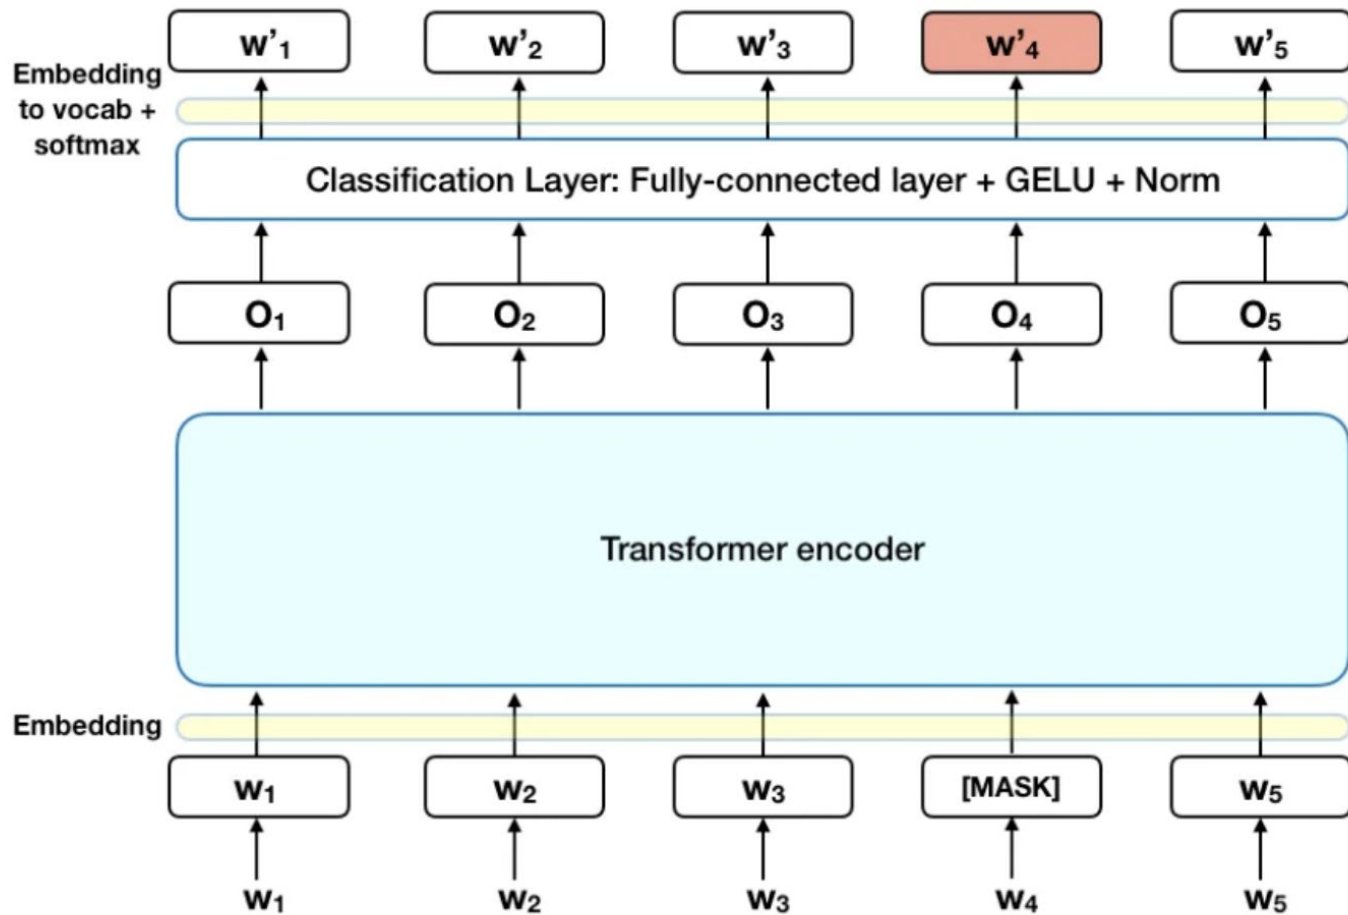 w'1 w'2 w'3 w'4 w'5
Embedding
to vocab +
softmax
Classification Layer: Fully-connected layer + GELU + Norm
O1 O2 O3 O4 O5
Transformer encoder
Embedding
W1 W2 W3 [MASK] W5
W1 W2 W3 W4 W5